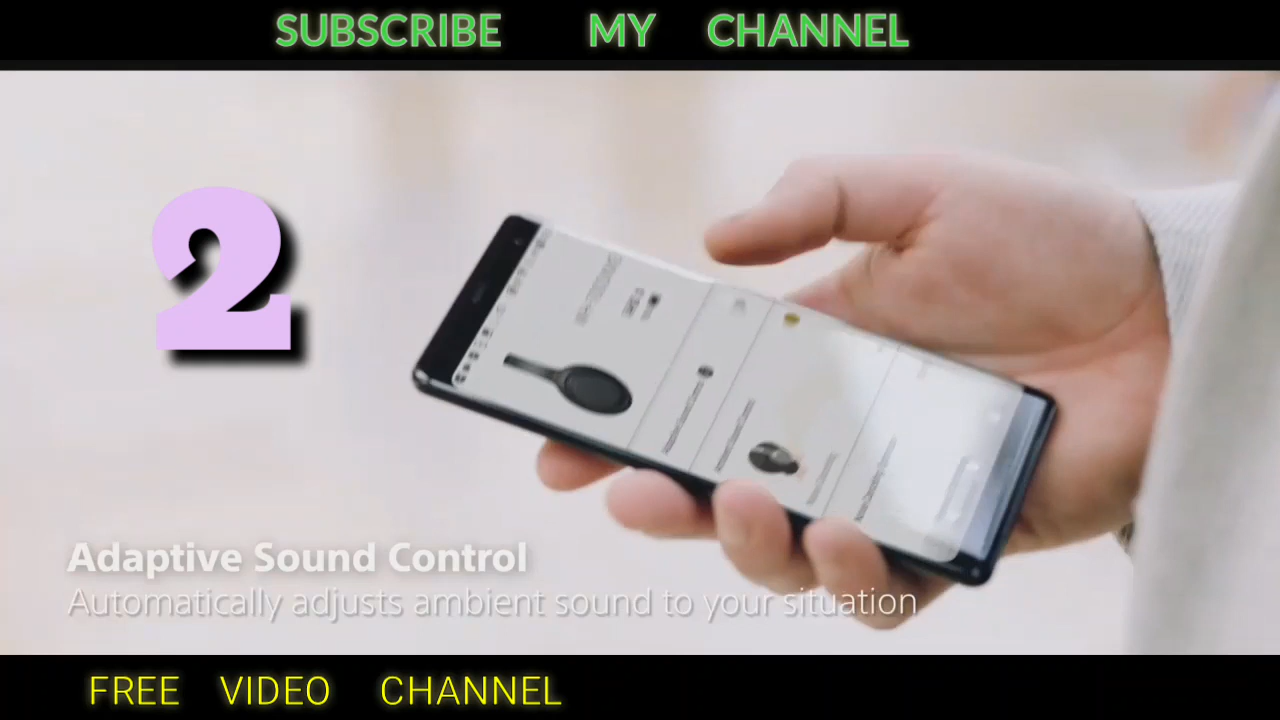 SUBSCRIBE MY CHANNEL
2
Adaptive Sound Control
Automatically adjusts ambient sound to your situation
FREE VIDEO CHANNEL